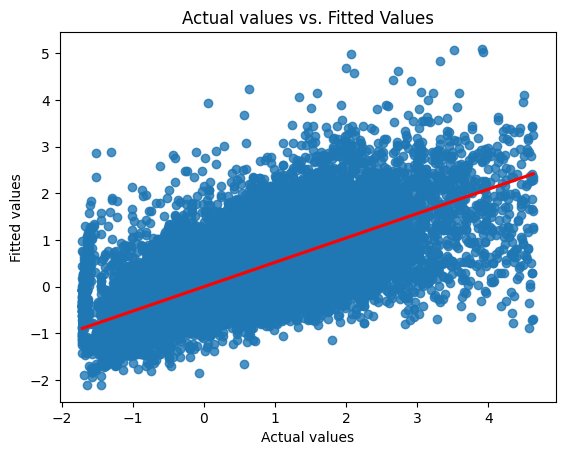 Actual values vs. Fitted Values
5
4
3
2
1
0
−1
−2
Fitted values
−2 −1 0 1 2 3 4
Actual values